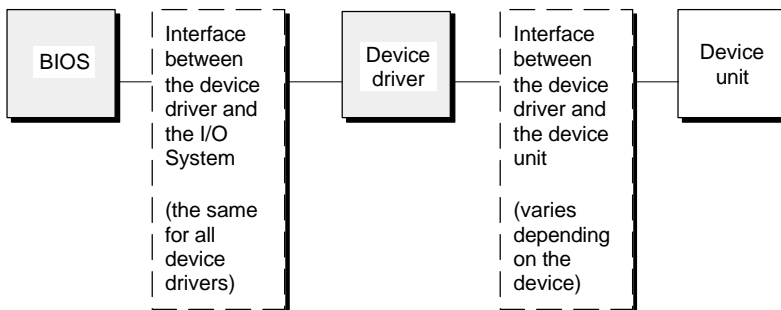 BIOS
Interface
between
the device
driver and
the I/O
System
(the same
for all
device
drivers)
Device
driver
Interface
between
the device
driver and
the device
unit
(varies
depending
on the
device)
Device
unit